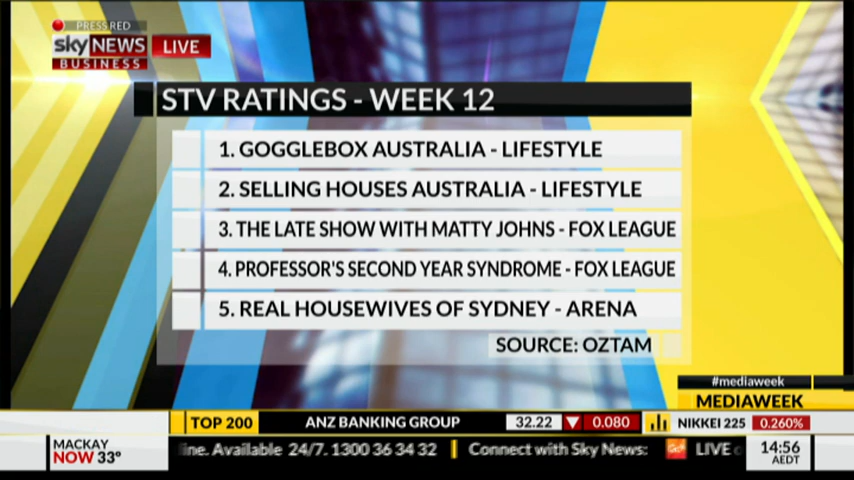 PRESS RED
sky NEWS LIVE
BUSINESS
STV RATINGS - WEEK 12
1. GOGGLEBOX AUSTRALIA - LIFESTYLE
2. SELLING HOUSES AUSTRALIA - LIFESTYLE
3. THE LATE SHOW WITH MATTY JOHNS - FOX LEAGUE
4. PROFESSOR'S SECOND YEAR SYNDROME - FOX LEAGUE
5. REAL HOUSEWIVES OF SYDNEY - ARENA
SOURCE: OZTAM
#mediaweek
MEDIAWEEK
TOP 200 ANZ BANKING GROUP 32.22 0.080 NIKKEI 225 0.260%
MACKAY
NOW 33°
line. Available 24/7. 1300 36 34 32 Connect with Sky News: LIVE
14:56
AEDT